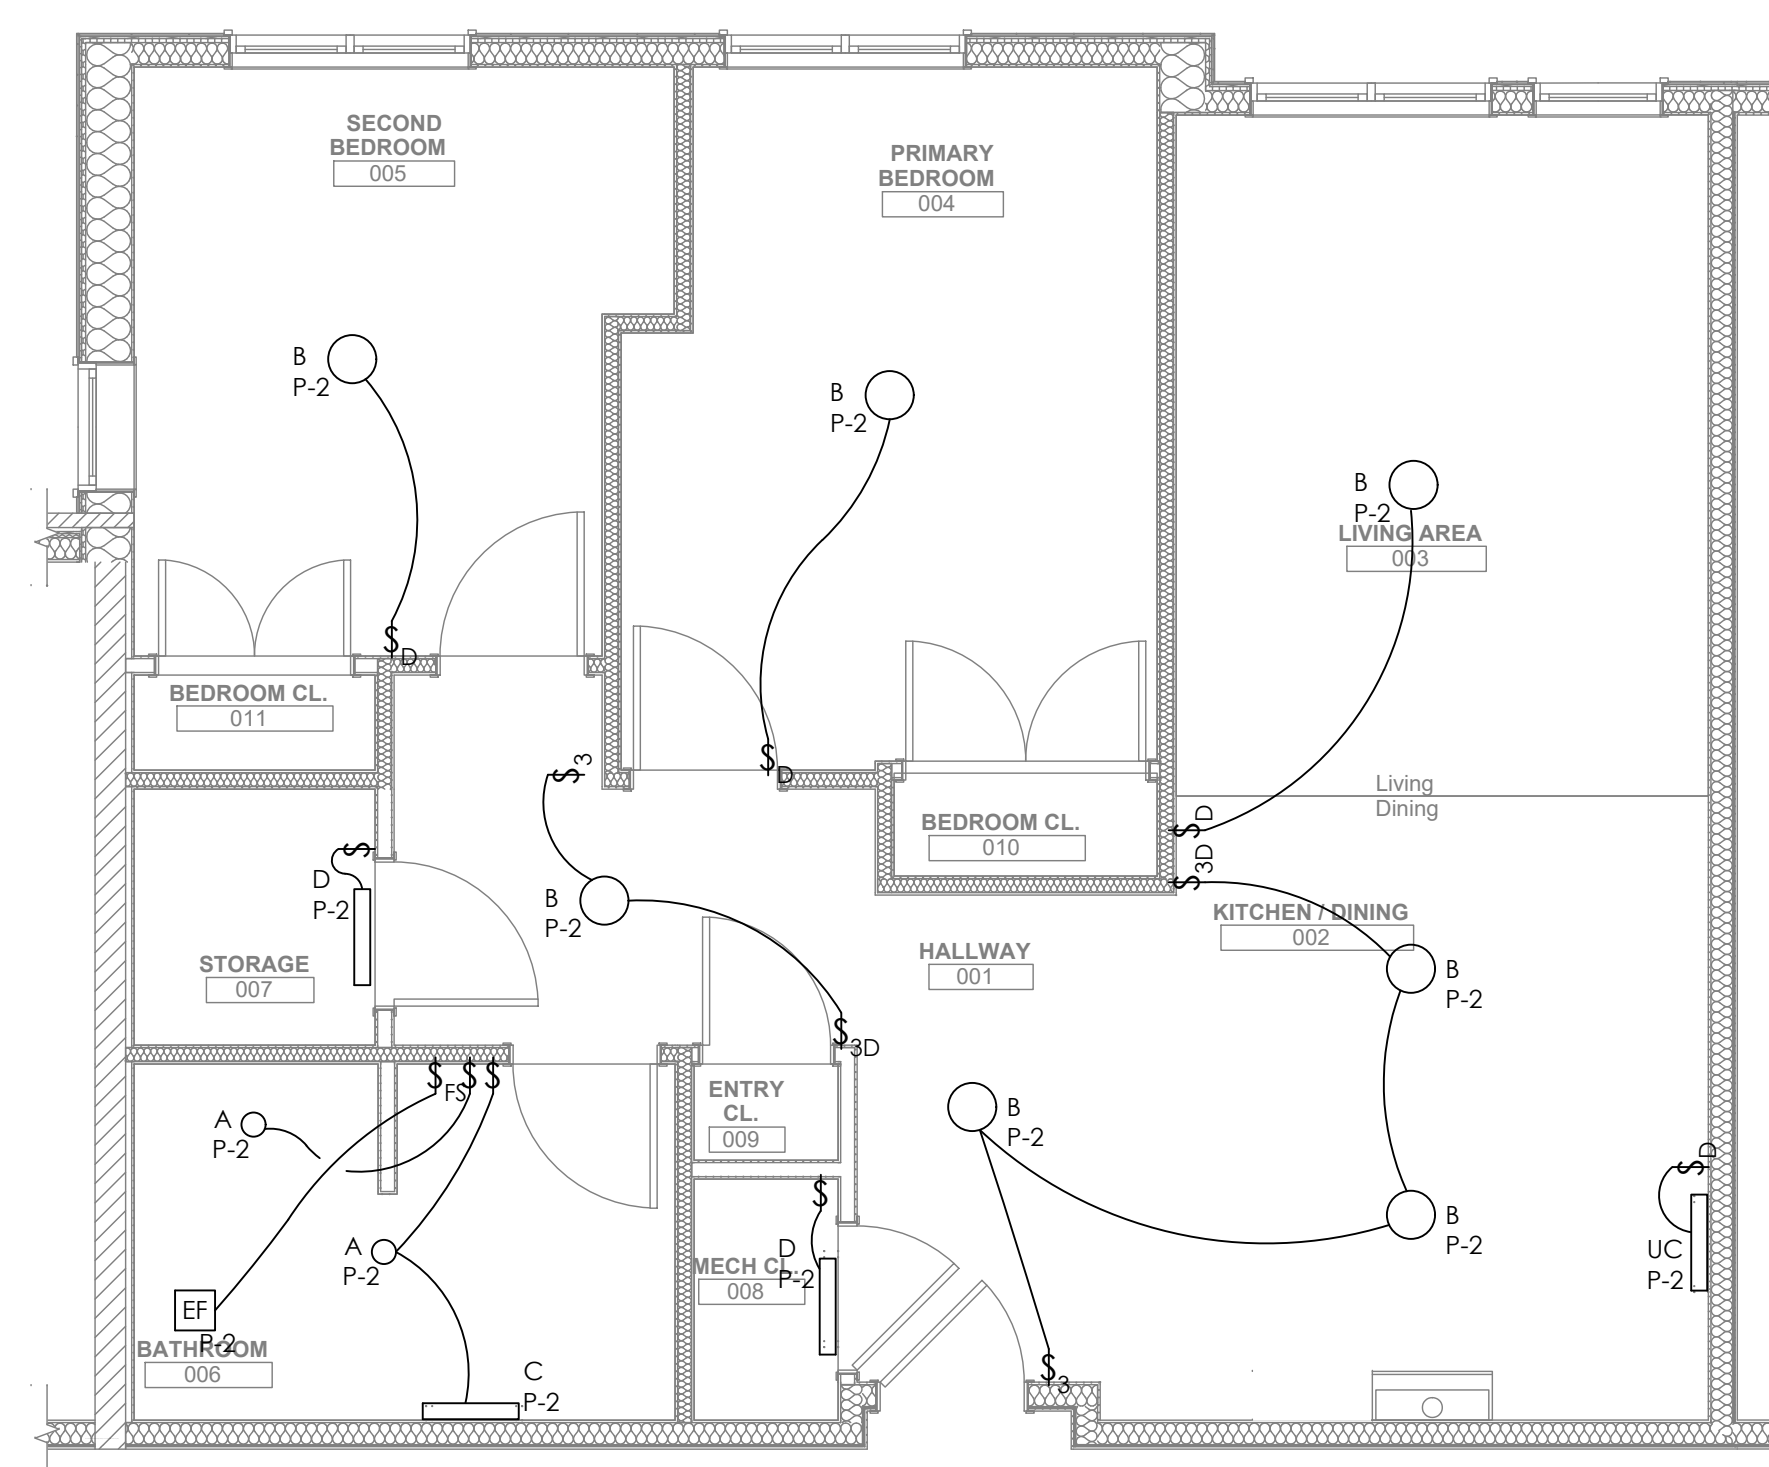 SECOND
BEDROOM
005
PRIMARY
BEDROOM
004
B
P-2
B
P-2
B
P-2
LIVING AREA
003
$D
BEDROOM CL.
011
$3
$D
Living
Dining
BEDROOM CL.
010
$D
$3D
$
D
P-2
B
P-2
KITCHEN / DINING
002
HALLWAY
001
STORAGE
007
B
P-2
$3D
$FS
$
$
A
P-2
ENTRY
CL.
009
B
P-2
$D
$
A
P-2
D
P-2
MECH CL.
008
B
P-2
UC
P-2
EF
P-2
BATHROOM
006
C
P-2
$3